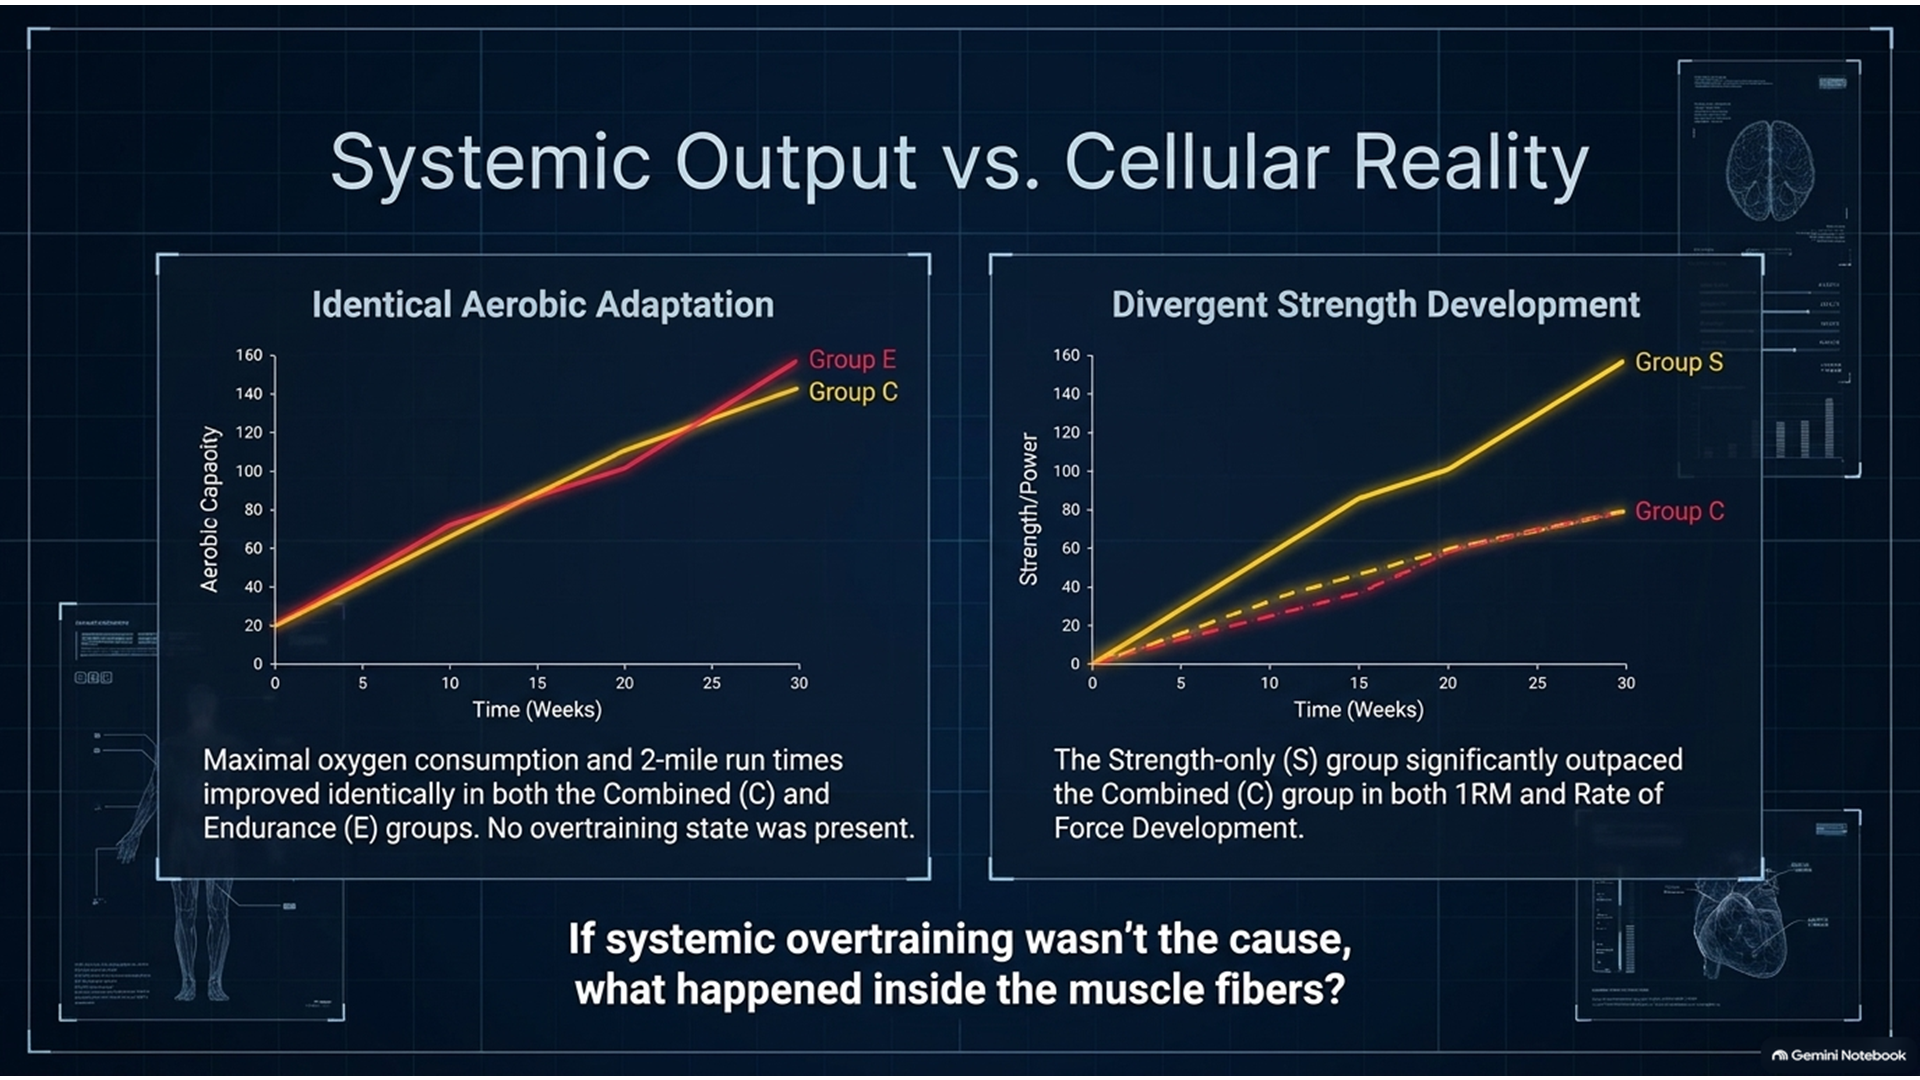 Systemic Output vs. Cellular Reality
Identical Aerobic Adaptation
160
140
120
100
80
60
40
20
0
Aerobic Capaoity
0 5 10 15 20 25 30
Time (Weeks)
Group E
Group C
Maximal oxygen consumption and 2-mile run times
improved identically in both the Combined (C) and
Endurance (E) groups. No overtraining state was present.
Divergent Strength Development
160
140
120
100
80
60
40
20
0
Strength/Power
0 5 10 15 20 25 30
Time (Weeks)
Group S
Group C
The Strength-only (S) group significantly outpaced
the Combined (C) group in both 1RM and Rate of
Force Development.
If systemic overtraining wasn’t the cause,
what happened inside the muscle fibers?
Gemini Notebook